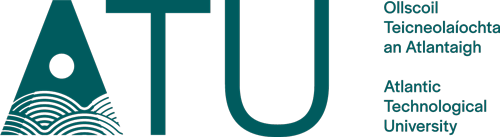 ATU
Ollscoil
Teicneolaíochta
an Atlantaigh
Atlantic
Technological
University